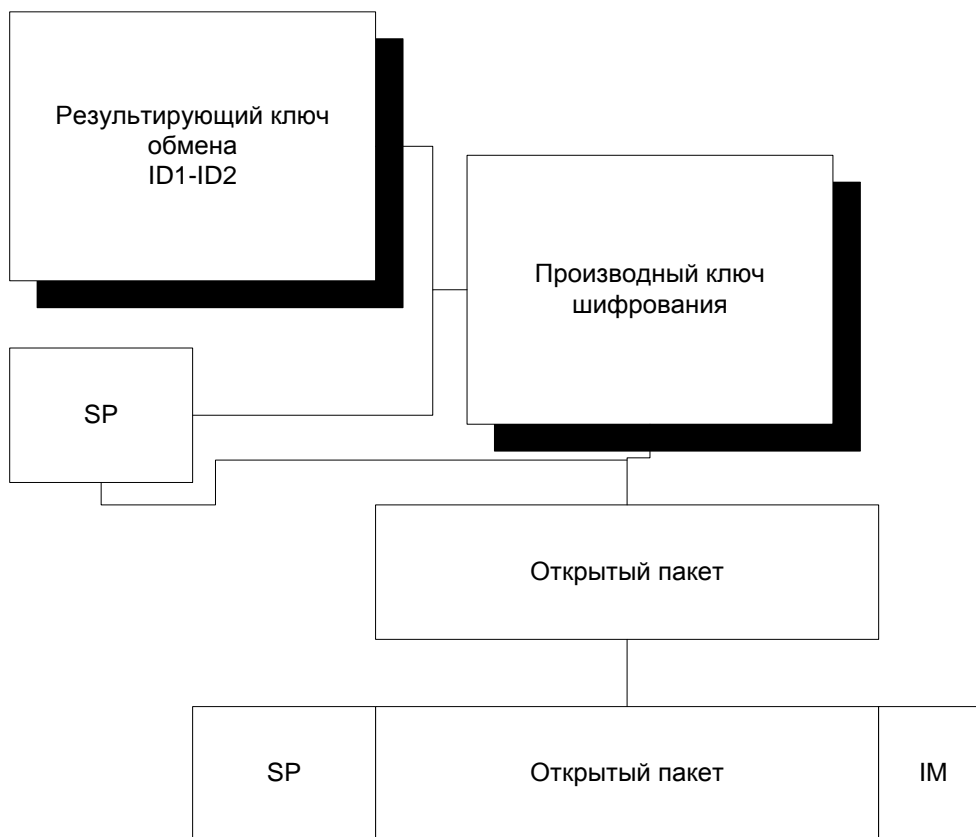 Результирующий ключ
обмена
ID1-ID2
Производный ключ
шифрования
SP
Открытый пакет
SP
Открытый пакет
IM